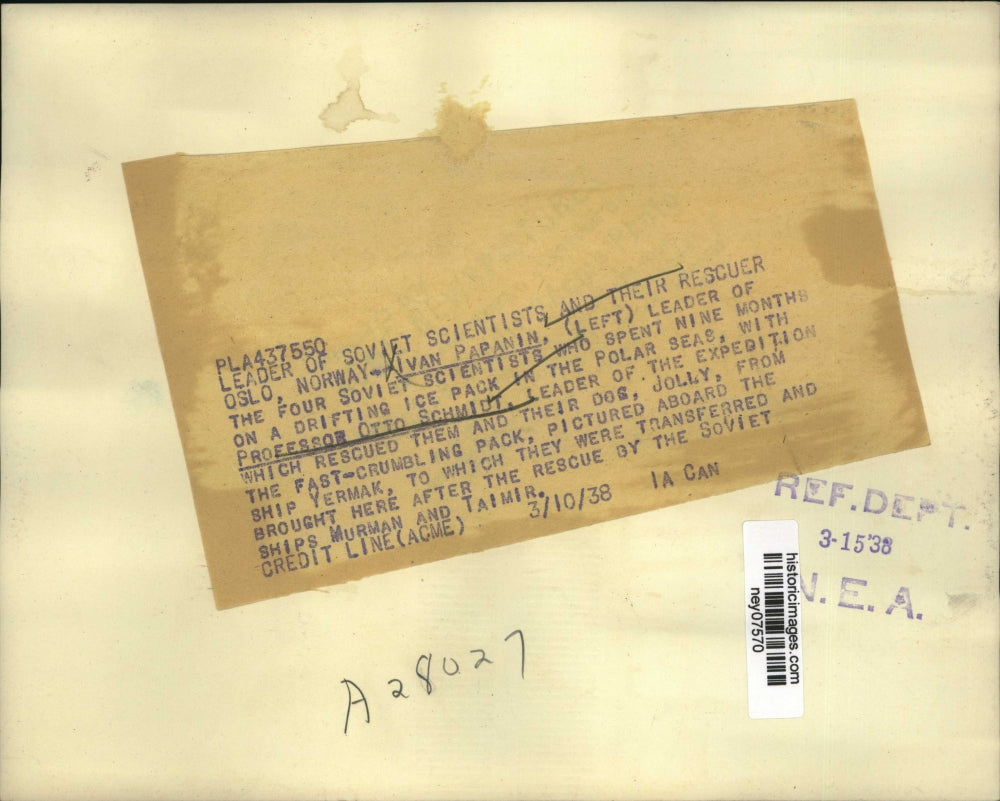 PLA437550
LEADER OF SOVIET SCIENTISTS AND THEIR RESCUER
OSLO, NORWAY-IVAN PAPANIN, (LEFT) LEADER OF
THE FOUR SOVIET SCIENTISTS WHO SPENT NINE MONTHS
ON A DRIFTING ICE PACK IN THE POLAR SEAS, WITH
PROFESSOR OTTO SCHMIDT, LEADER OF THE EXPEDITION
WHICH RESCUED THEM AND THEIR DOG, JOLLY, FROM
THE FAST-CRUMBLING PACK, PICTURED ABOARD THE
SHIP YERMAK, TO WHICH THEY WERE TRANSFERRED AND
BROUGHT HERE AFTER THE RESCUE BY THE SOVIET
SHIPS MURMAN AND TAIMIR.
CREDIT LINE(ACME) 3/10/38 IA CAN
REF.DEPT.
3-15'38
N.E.A.
historicimages.com
ney07570
A28027